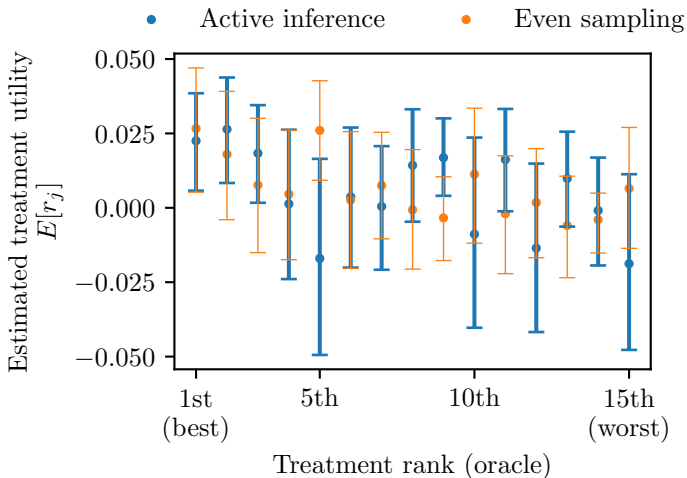 Active inference
Even sampling
Estimated treatment utility
E[r_j]
0.050
0.025
0.000
−0.025
−0.050
1st
(best)
5th
10th
15th
(worst)
Treatment rank (oracle)